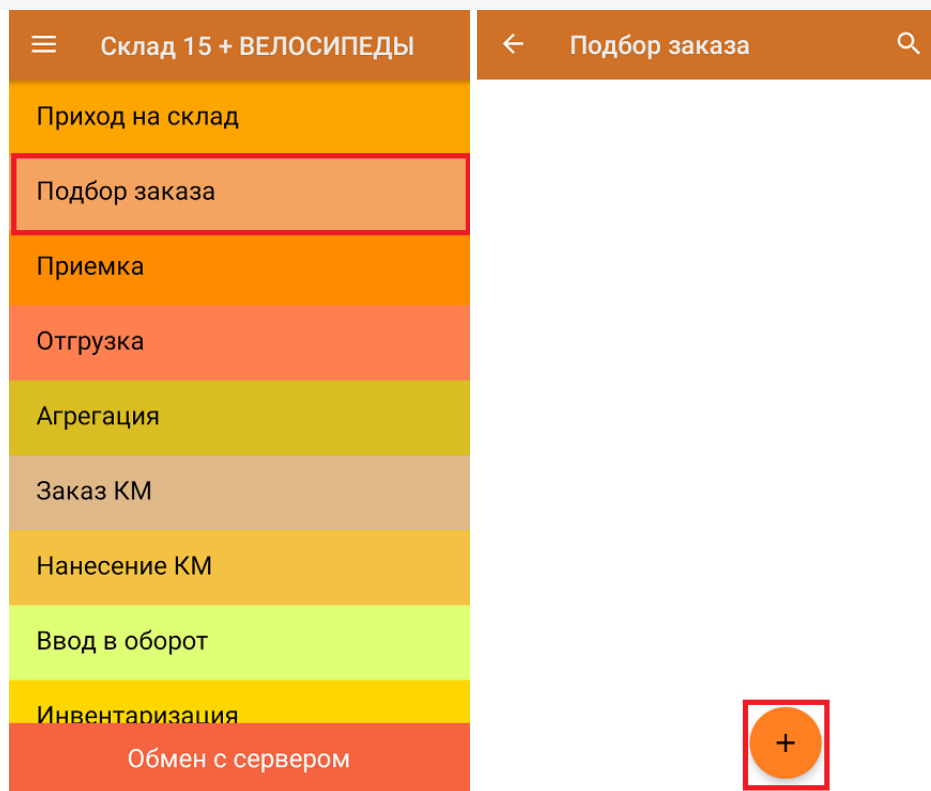 Склад 15 + ВЕЛОСИПЕДЫ
Приход на склад
Подбор заказа
Приемка
Отгрузка
Агрегация
Заказ КМ
Нанесение КМ
Ввод в оборот
Инвентаризация
Обмен с сервером
Подбор заказа
+